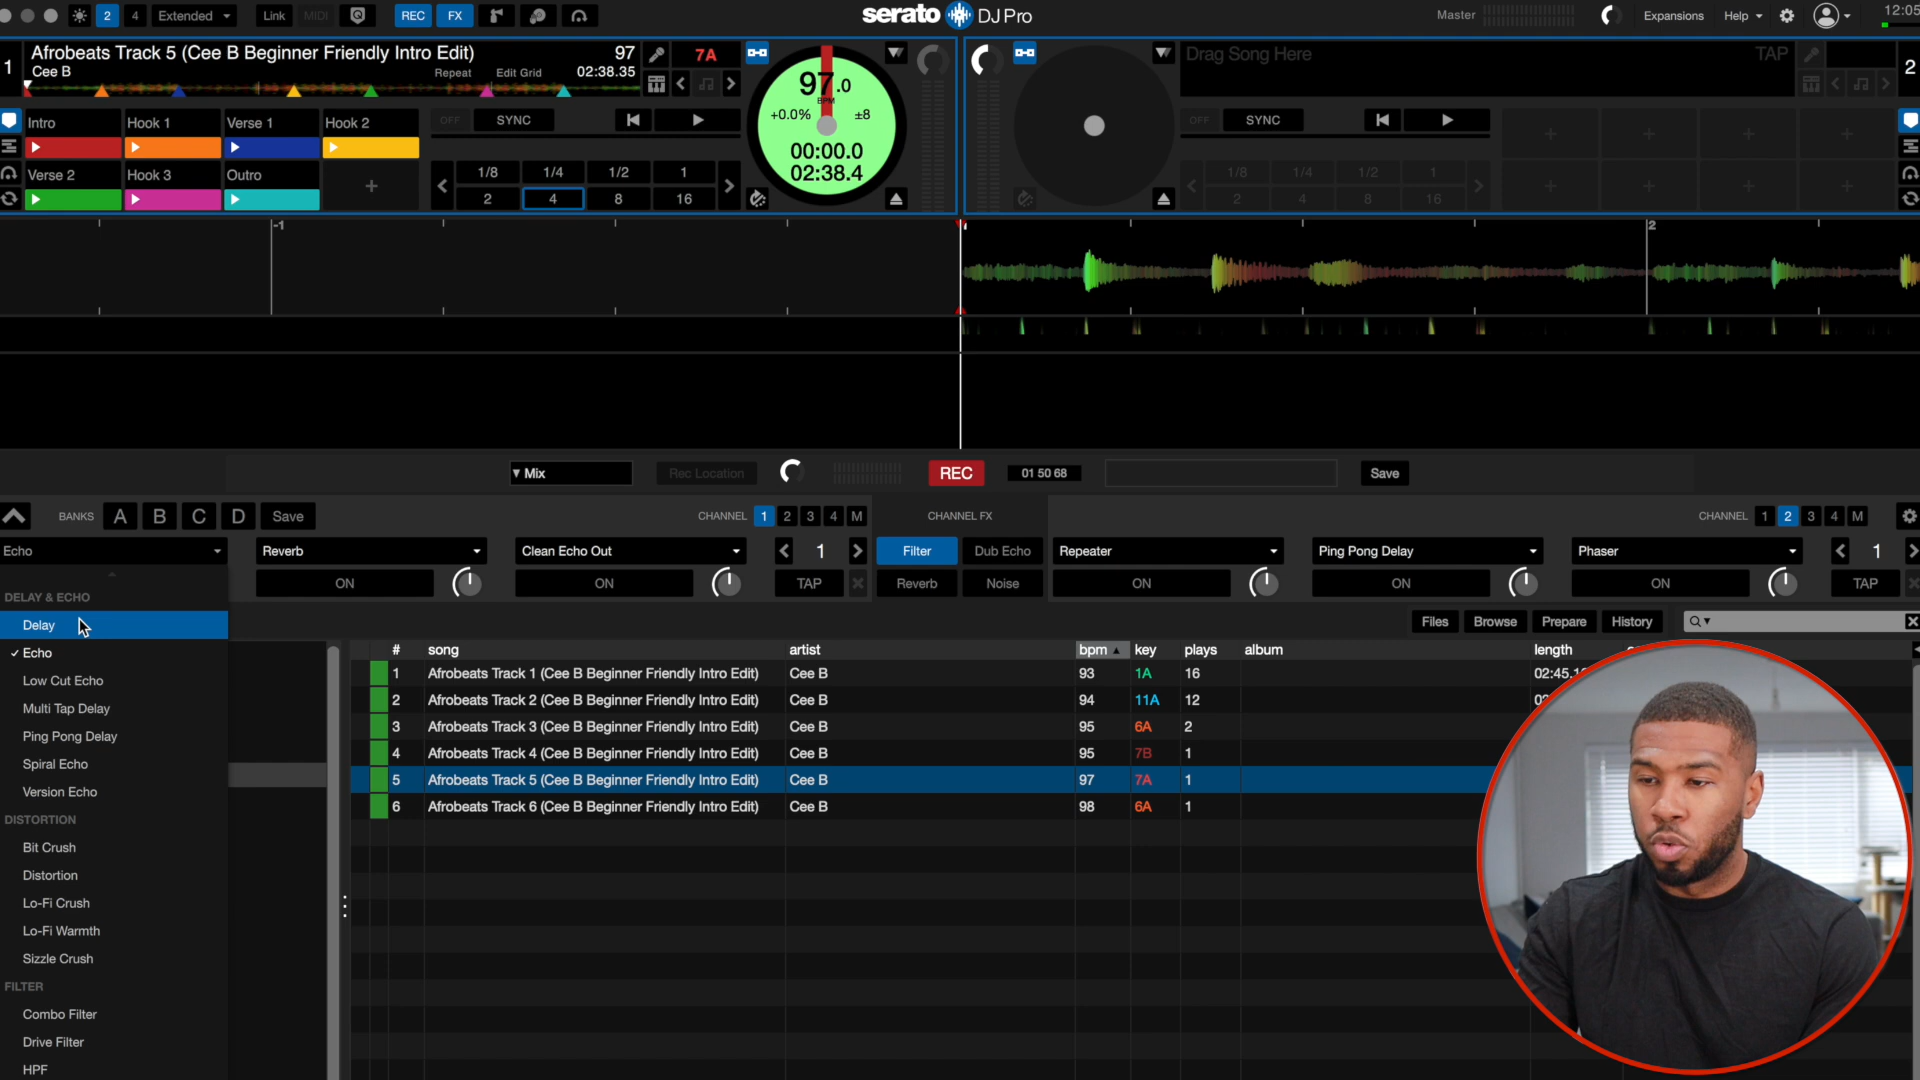 2 4 Extended Link MIDI REC FX serato DJ Pro Master Expansions Help 12:05
1 Afrobeats Track 5 (Cee B Beginner Friendly Intro Edit) 97 7A
Cee B Repeat Edit Grid 02:38.35
97.0
BPM
+0.0% ±8
00:00.0
02:38.4
Drag Song Here TAP 2
Intro Hook 1 Verse 1 Hook 2 OFF SYNC OFF SYNC
Verse 2 Hook 3 Outro
1/8 1/4 1/2 1
2 4 8 16
1/8 1/4 1/2 1
2 4 8 16
-1 1 2
Mix Rec Location REC 01 50 68 Save
BANKS A B C D Save CHANNEL 1 2 3 4 M CHANNEL FX CHANNEL 1 2 3 4 M
Echo Reverb Clean Echo Out 1 Filter Dub Echo Repeater Ping Pong Delay Phaser 1
ON ON TAP Reverb Noise ON ON ON TAP
DELAY & ECHO
Delay
Echo
Low Cut Echo
Multi Tap Delay
Ping Pong Delay
Spiral Echo
Version Echo
DISTORTION
Bit Crush
Distortion
Lo-Fi Crush
Lo-Fi Warmth
Sizzle Crush
FILTER
Combo Filter
Drive Filter
HPF
Files Browse Prepare History
# song artist bpm key plays album length
1 Afrobeats Track 1 (Cee B Beginner Friendly Intro Edit) Cee B 93 1A 16
2 Afrobeats Track 2 (Cee B Beginner Friendly Intro Edit) Cee B 94 11A 12
3 Afrobeats Track 3 (Cee B Beginner Friendly Intro Edit) Cee B 95 6A 2
4 Afrobeats Track 4 (Cee B Beginner Friendly Intro Edit) Cee B 95 7B 1
5 Afrobeats Track 5 (Cee B Beginner Friendly Intro Edit) Cee B 97 7A 1
6 Afrobeats Track 6 (Cee B Beginner Friendly Intro Edit) Cee B 98 6A 1